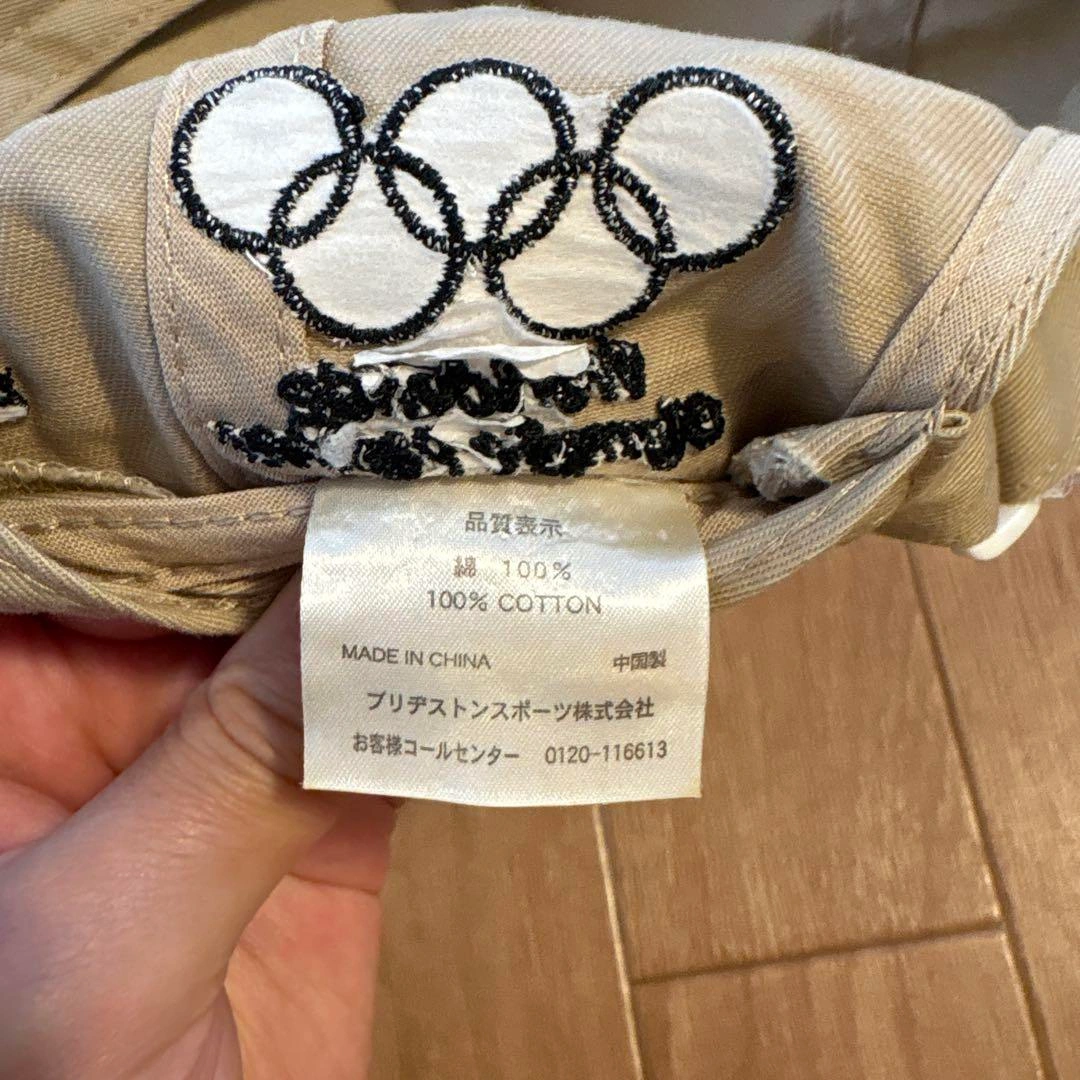 品質表示
綿 100%
100% COTTON
MADE IN CHINA 中国製
ブリヂストンスポーツ株式会社
お客様コールセンター 0120-116613